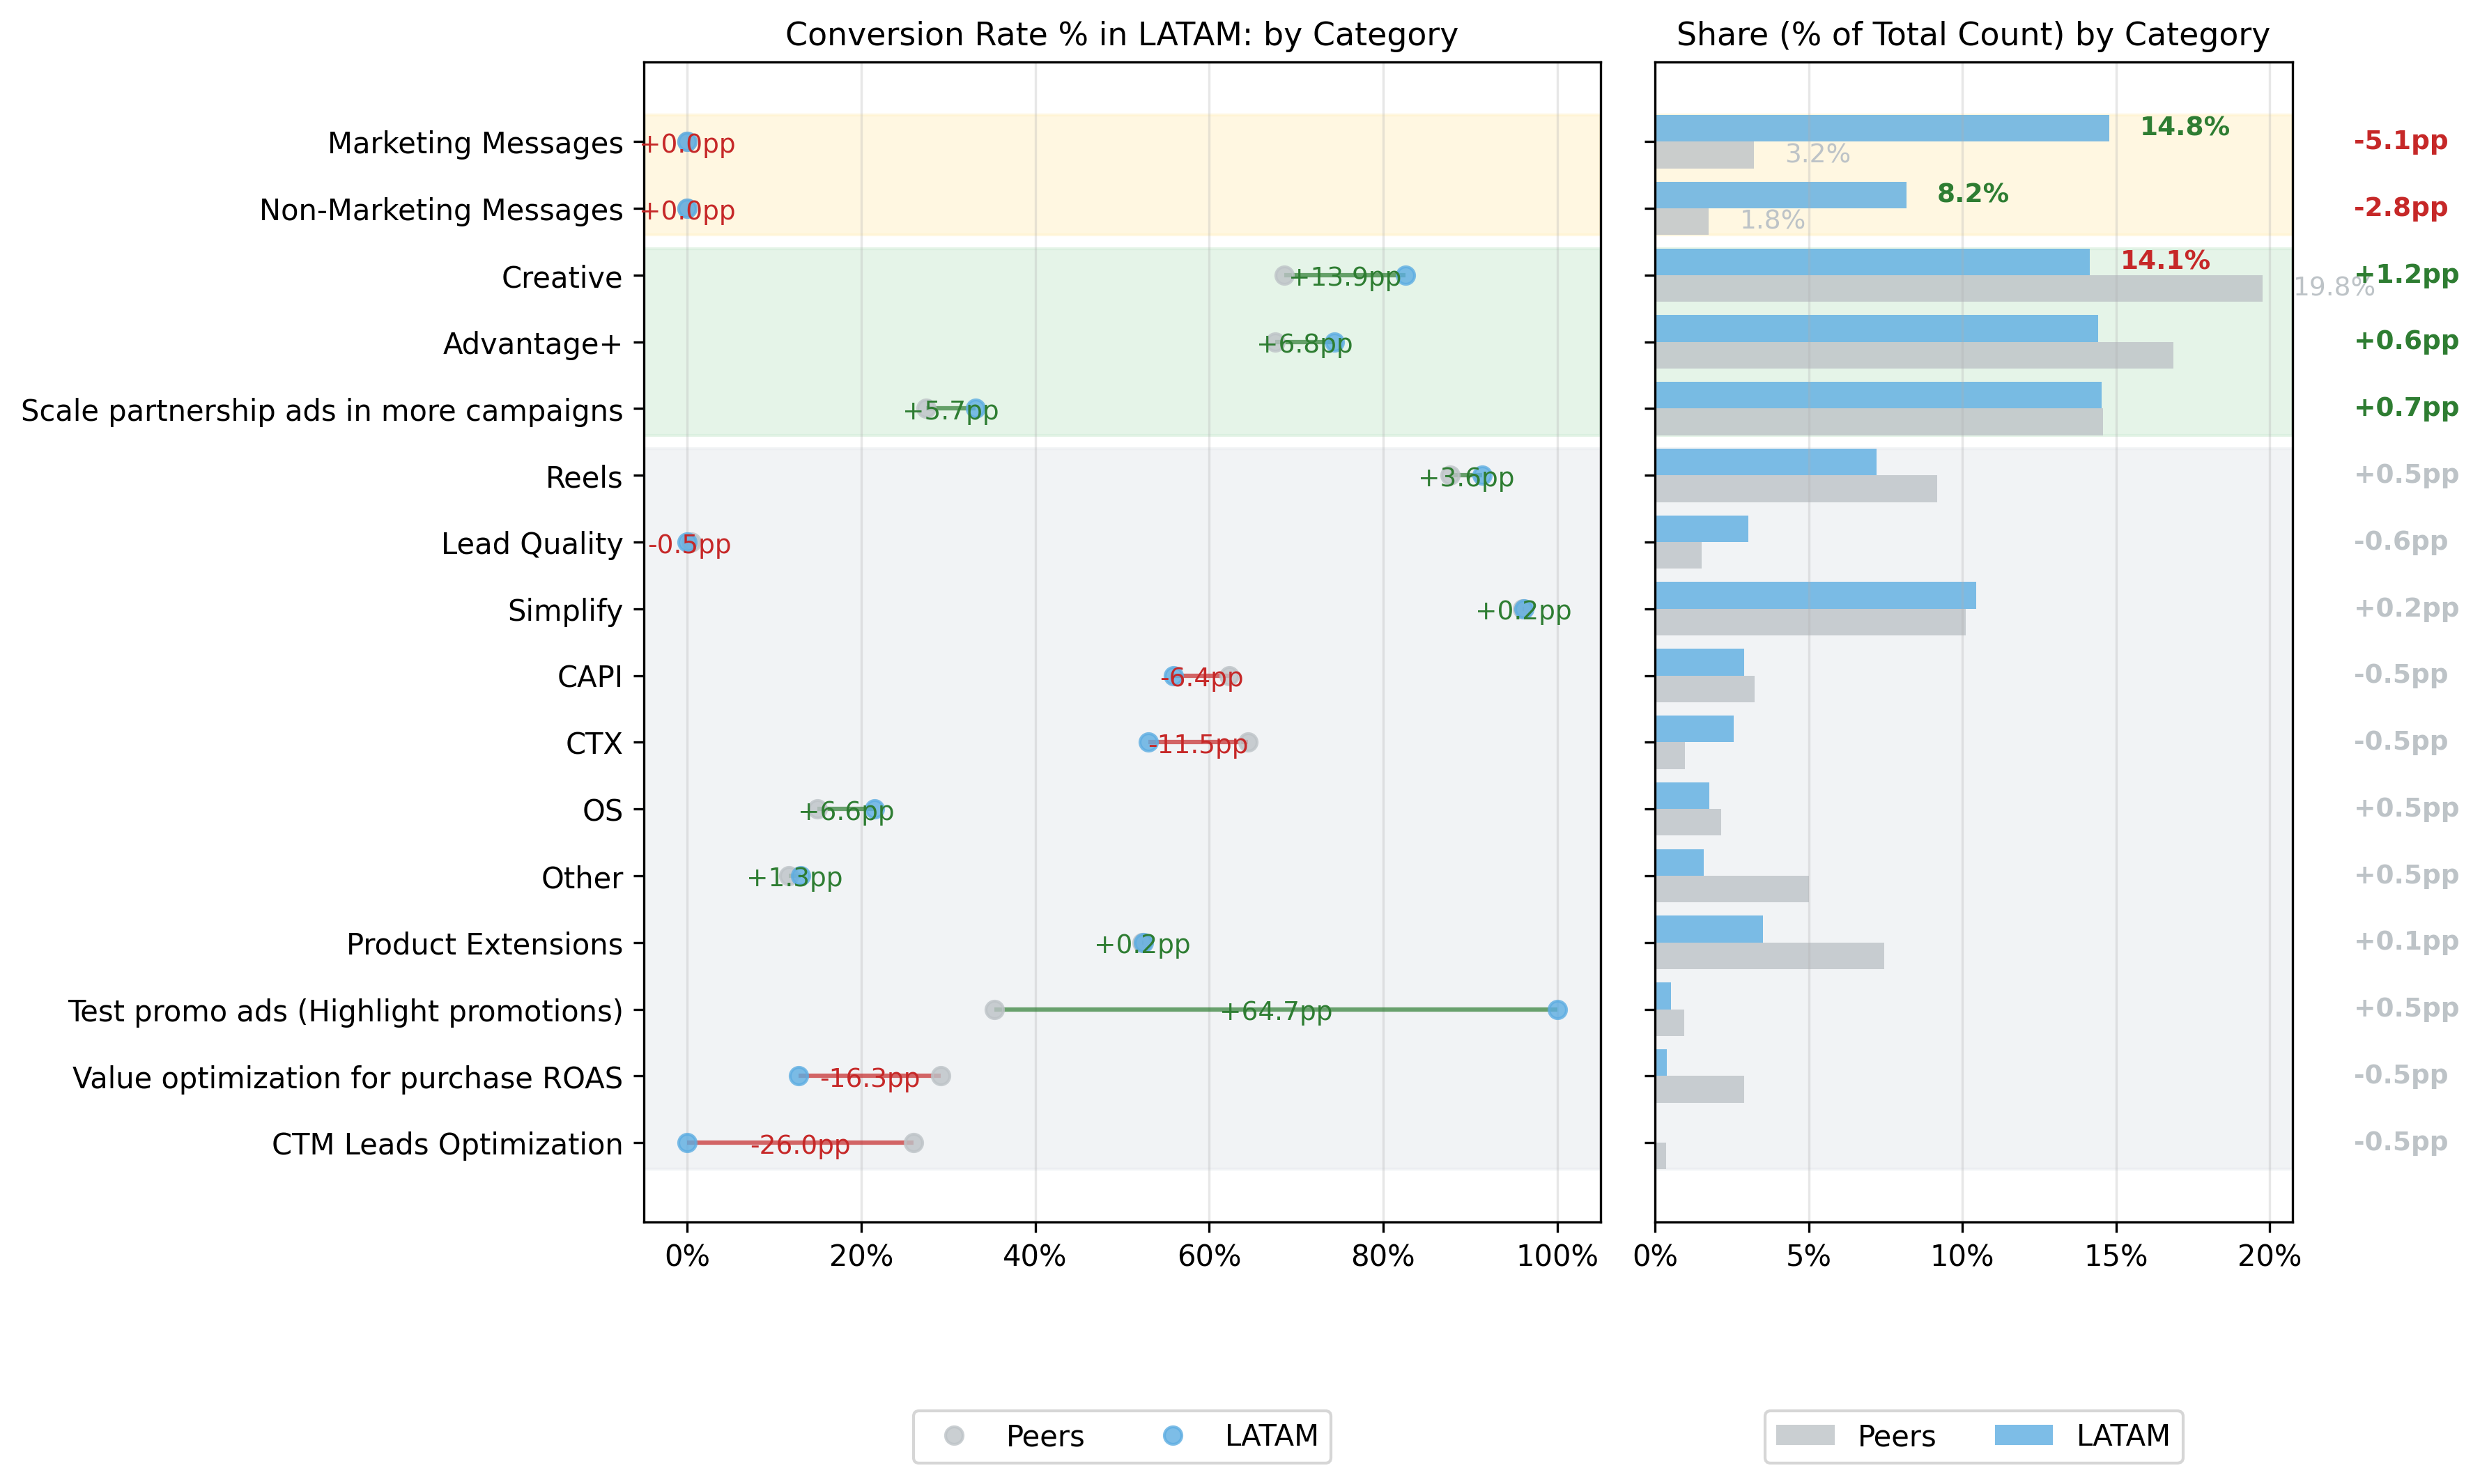 Conversion Rate % in LATAM: by Category
Share (% of Total Count) by Category
Marketing Messages +0.0pp 14.8% 3.2% -5.1pp
Non-Marketing Messages +0.0pp 8.2% 1.8% -2.8pp
Creative +13.9pp 14.1% 19.8% +1.2pp
Advantage+ +6.8pp +0.6pp
Scale partnership ads in more campaigns +5.7pp +0.7pp
Reels +3.6pp +0.5pp
Lead Quality -0.5pp -0.6pp
Simplify +0.2pp +0.2pp
CAPI -6.4pp -0.5pp
CTX -11.5pp -0.5pp
OS +6.6pp +0.5pp
Other +1.3pp +0.5pp
Product Extensions +0.2pp +0.1pp
Test promo ads (Highlight promotions) +64.7pp +0.5pp
Value optimization for purchase ROAS -16.3pp -0.5pp
CTM Leads Optimization -26.0pp -0.5pp
0% 20% 40% 60% 80% 100%
0% 5% 10% 15% 20%
Peers LATAM
Peers LATAM